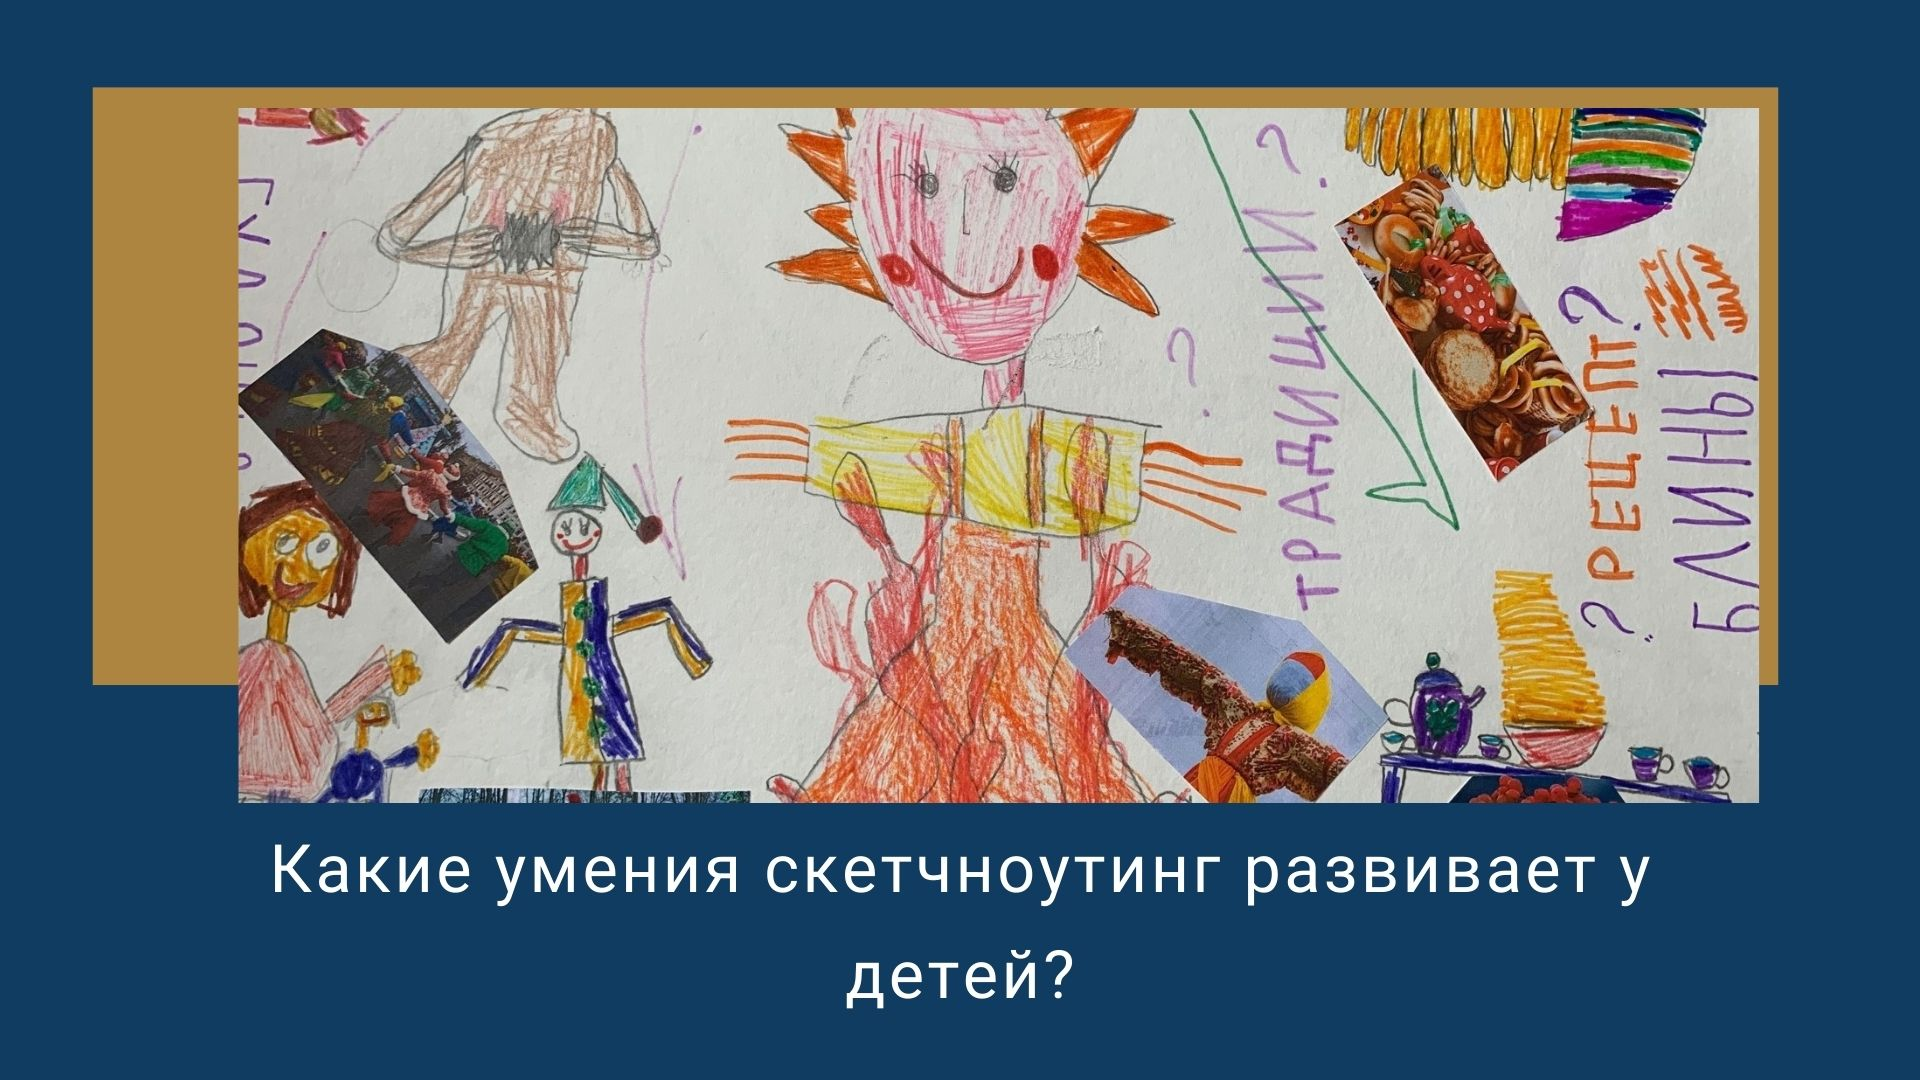 ТРАДИЦИИ.?
?
? РЕЦЕПТ?
БЛИНЫ
Какие умения скетчноутинг развивает у
детей?